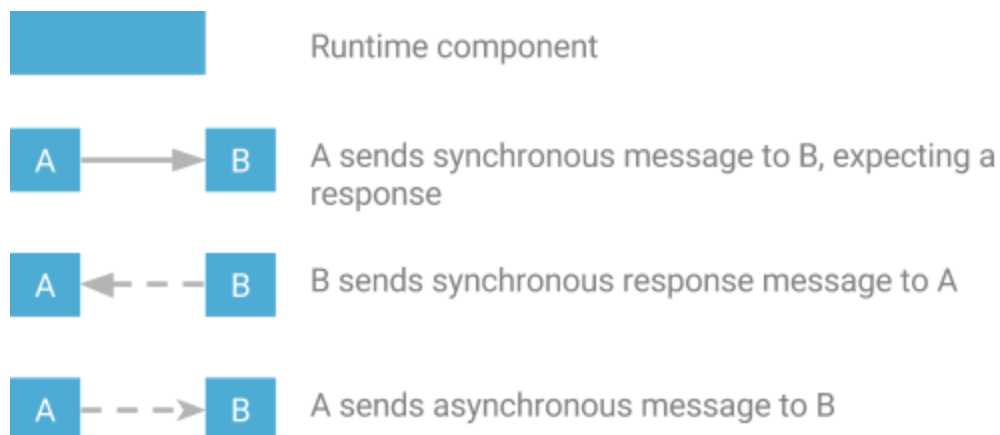 Runtime component
A B A sends synchronous message to B, expecting a
response
A B B sends synchronous response message to A
A B A sends asynchronous message to B